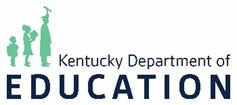 Kentucky Department of
EDUCATION